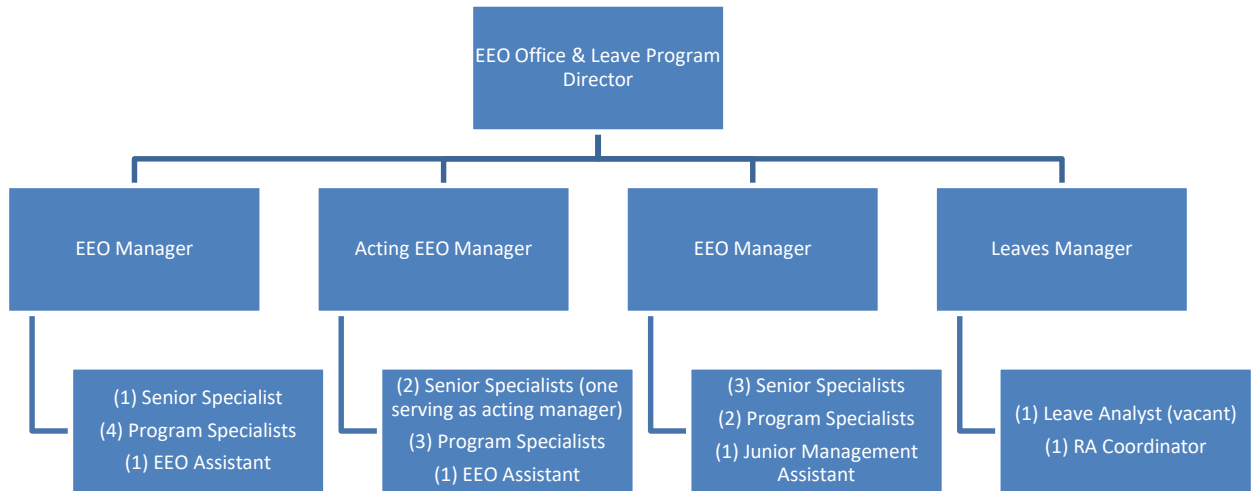 EEO Office & Leave Program
Director
EEO Manager
Acting EEO Manager
EEO Manager
Leaves Manager
(1) Senior Specialist
(4) Program Specialists
(1) EEO Assistant
(2) Senior Specialists (one
serving as acting manager)
(3) Program Specialists
(1) EEO Assistant
(3) Senior Specialists
(2) Program Specialists
(1) Junior Management
Assistant
(1) Leave Analyst (vacant)
(1) RA Coordinator